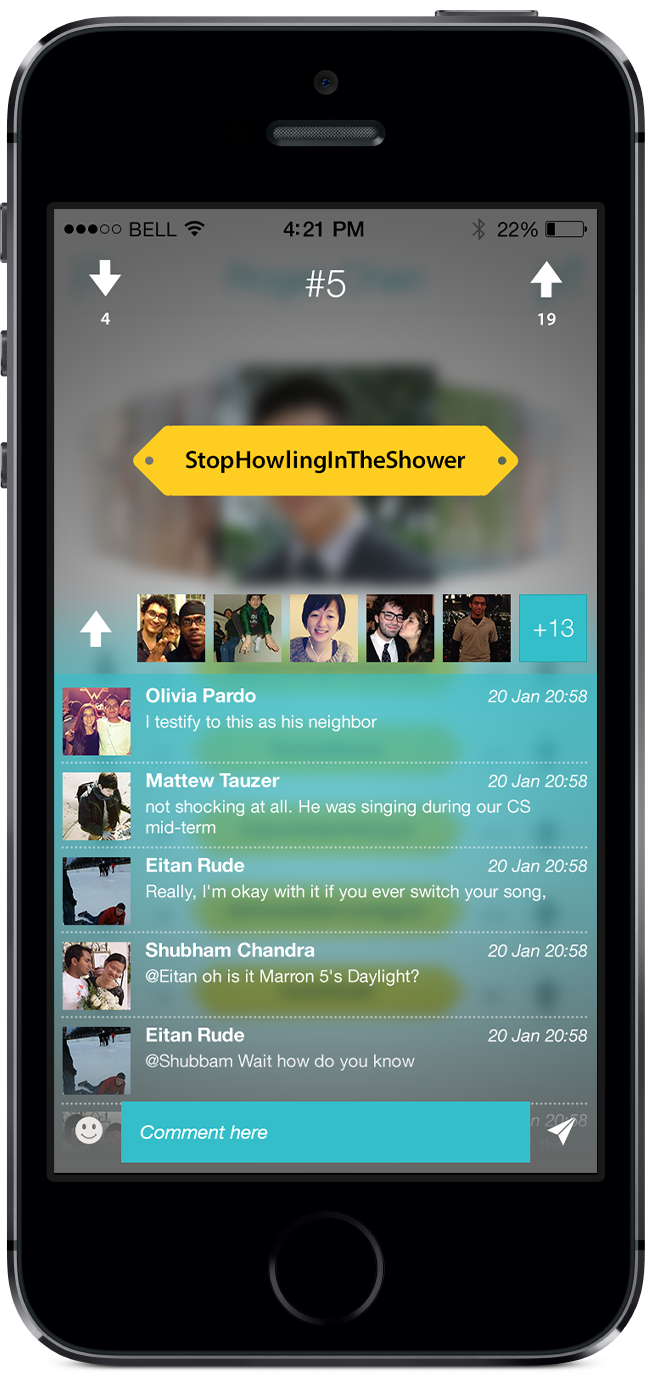 BELL 4:21 PM 22%
#5
4 19
StopHowlingInTheShower
+13
Olivia Pardo 20 Jan 20:58
I testify to this as his neighbor
Mattew Tauzer 20 Jan 20:58
not shocking at all. He was singing during our CS
mid-term
Eitan Rude 20 Jan 20:58
Really, I'm okay with it if you ever switch your song,
Shubham Chandra 20 Jan 20:58
@Eitan oh is it Marron 5's Daylight?
Eitan Rude 20 Jan 20:58
@Shubbam Wait how do you know
20:58
Comment here